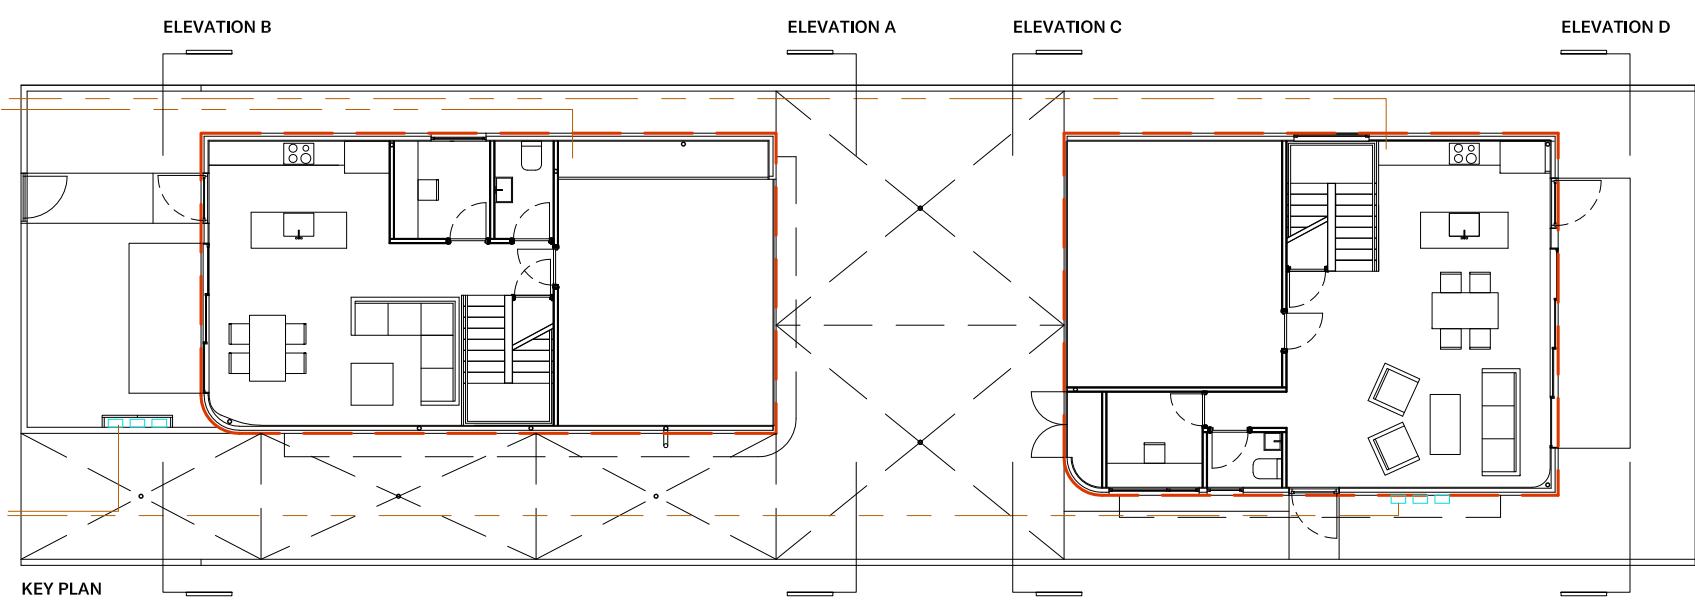 ELEVATION B
ELEVATION A
ELEVATION C
ELEVATION D
KEY PLAN